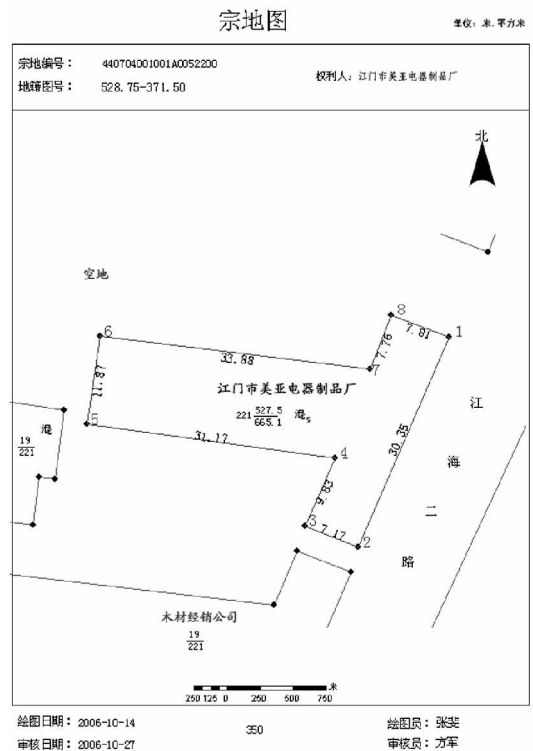 宗地图
单位：米.平方米
宗地编号： 440704001001A0052200
权利人：江门市美亚电器制品厂
地籍图号： 528.75-371.50
北
空地
8
7.81
1
6
7.76
33.88
7
11.87
江门市美亚电器制品厂
221 527.5 混5
665.1
30.35
江
海
二
路
5
混
19
221
31.17
4
9.83
3
7.17
2
木材经销公司
19
221
米
250 125 0 250 500 750
绘图日期：2006-10-14
350
绘图员：张斐
审核日期：2006-10-27
审核员：方军